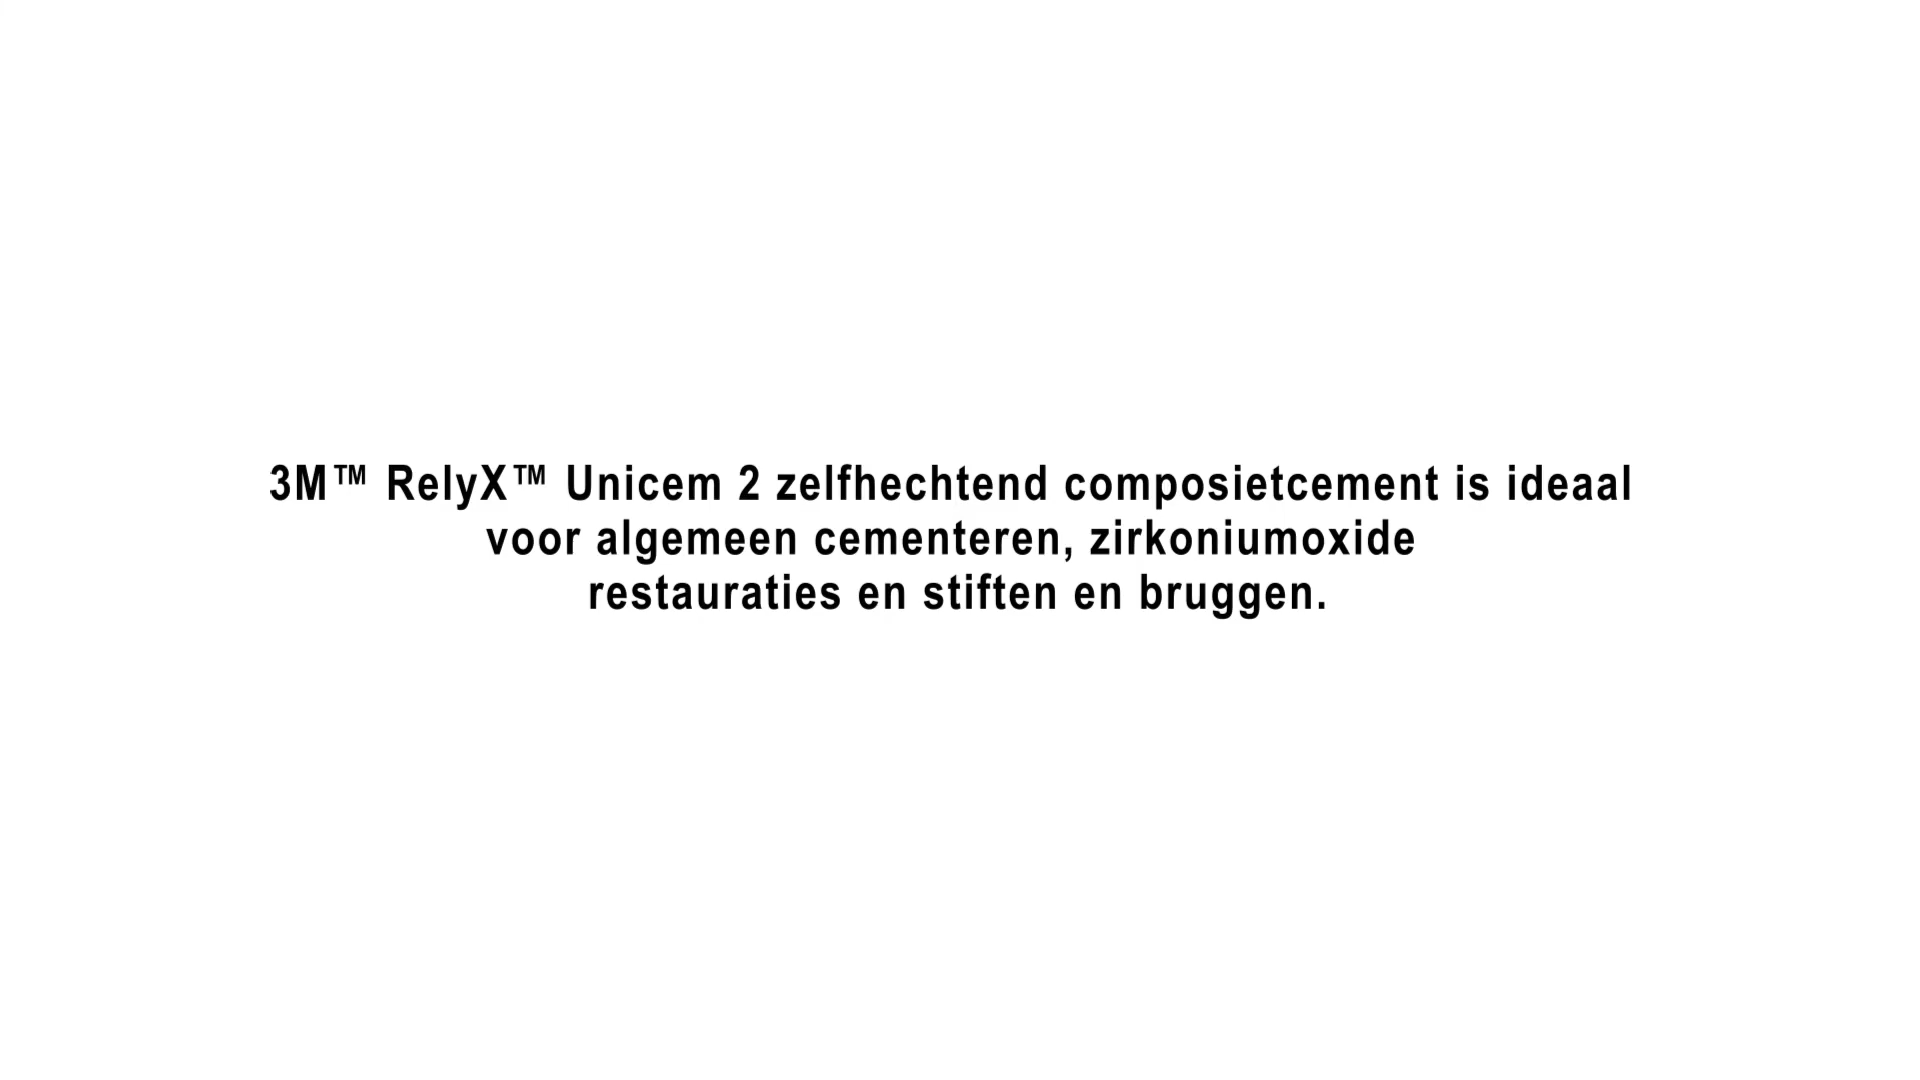 3M™ RelyX™ Unicem 2 zelfhechtend composietcement is ideaal
voor algemeen cementeren, zirkoniumoxide
restauraties en stiften en bruggen.